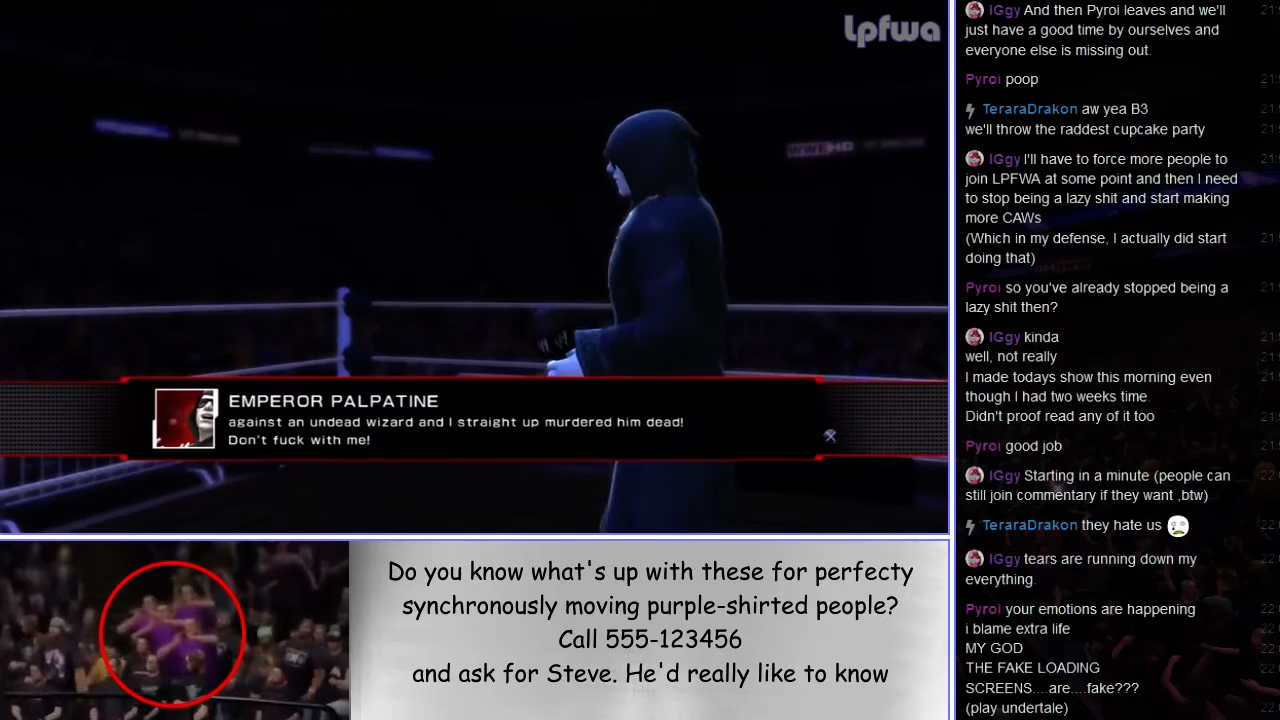 lpfwa
WWE HD
EMPEROR PALPATINE
against an undead wizard and I straight up murdered him dead!
Don't fuck with me!
Do you know what's up with these for perfecty
synchronously moving purple-shirted people?
Call 555-123456
and ask for Steve. He'd really like to know
IGgy And then Pyroi leaves and we'll
just have a good time by ourselves and
everyone else is missing out.
Pyroi poop
TeraraDrakon aw yea B3
we'll throw the raddest cupcake party
IGgy I'll have to force more people to
join LPFWA at some point and then I need
to stop being a lazy shit and start making
more CAWs
(Which in my defense, I actually did start
doing that)
Pyroi so you've already stopped being a
lazy shit then?
IGgy kinda
well, not really
I made todays show this morning even
though I had two weeks time
Didn't proof read any of it too
Pyroi good job
IGgy Starting in a minute (people can
still join commentary if they want ,btw)
TeraraDrakon they hate us
IGgy tears are running down my
everything.
Pyroi your emotions are happening
i blame extra life
MY GOD
THE FAKE LOADING
SCREENS....are....fake???
(play undertale)